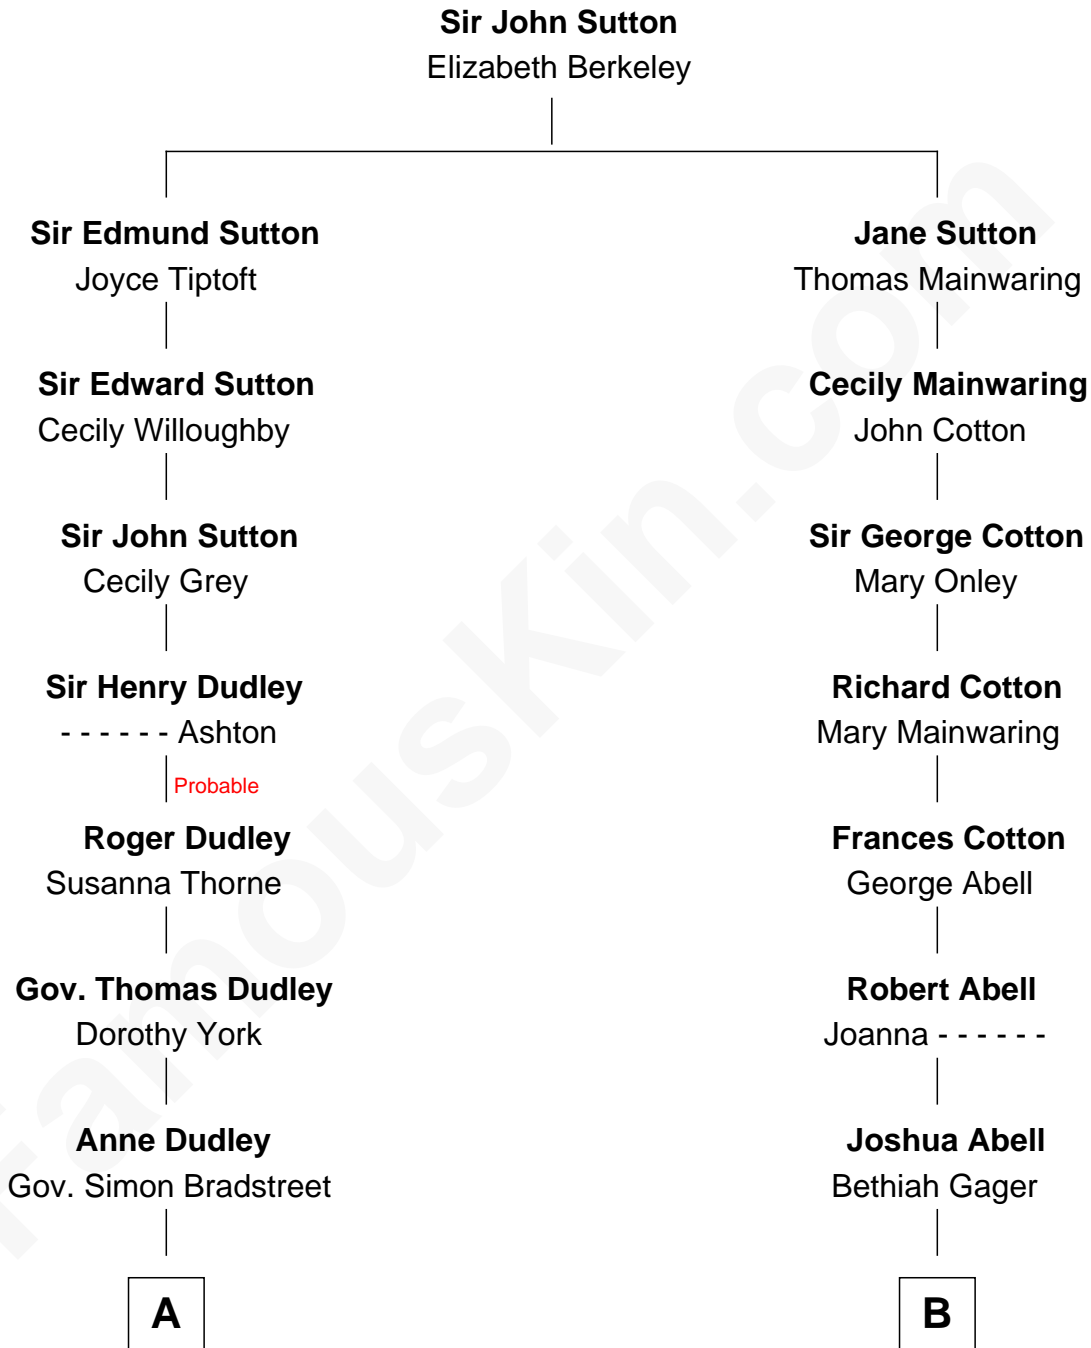 Sir John Sutton
Elizabeth Berkeley
Sir Edmund Sutton
Joyce Tiptoft
Jane Sutton
Thomas Mainwaring
Sir Edward Sutton
Cecily Willoughby
Cecily Mainwaring
John Cotton
Sir John Sutton
Cecily Grey
Sir George Cotton
Mary Onley
Sir Henry Dudley
- - - - - - Ashton
Probable
Richard Cotton
Mary Mainwaring
Roger Dudley
Susanna Thorne
Frances Cotton
George Abell
Gov. Thomas Dudley
Dorothy York
Robert Abell
Joanna - - - - - -
Anne Dudley
Gov. Simon Bradstreet
Joshua Abell
Bethiah Gager
A
B
FamousKin.com